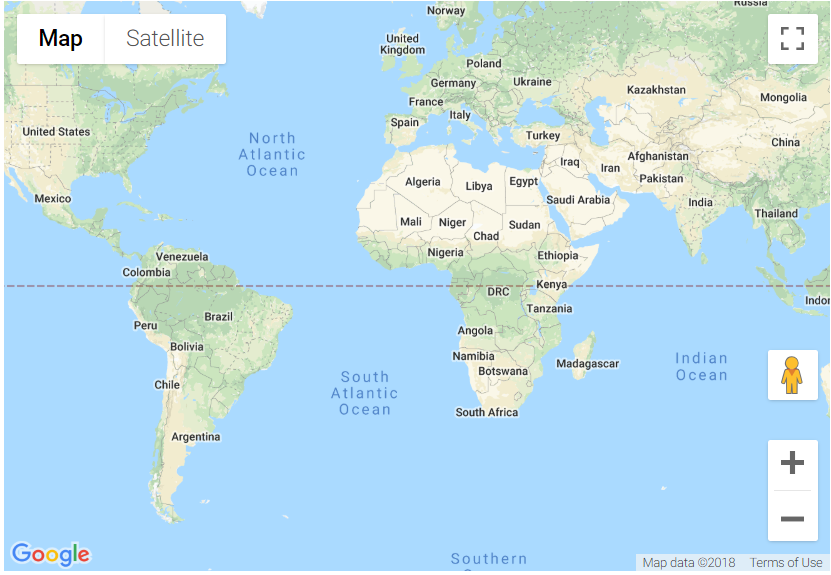 Norway
Russia
Map
Satellite
United
Kingdom
Poland
Germany
Ukraine
France
Kazakhstan
Mongolia
Spain
Italy
Turkey
United States
North
Atlantic
Ocean
China
Iraq
Iran
Afghanistan
Pakistan
Algeria
Libya
Egypt
Saudi Arabia
India
Mexico
Thailand
Mali
Niger
Sudan
Chad
Venezuela
Nigeria
Ethiopia
Colombia
DRC
Kenya
Indon
Tanzania
Brazil
Peru
Angola
Bolivia
Namibia
Madagascar
Botswana
Indian
Ocean
South
Atlantic
Ocean
Chile
South Africa
Argentina
Google
Southern
Map data ©2018
Terms of Use